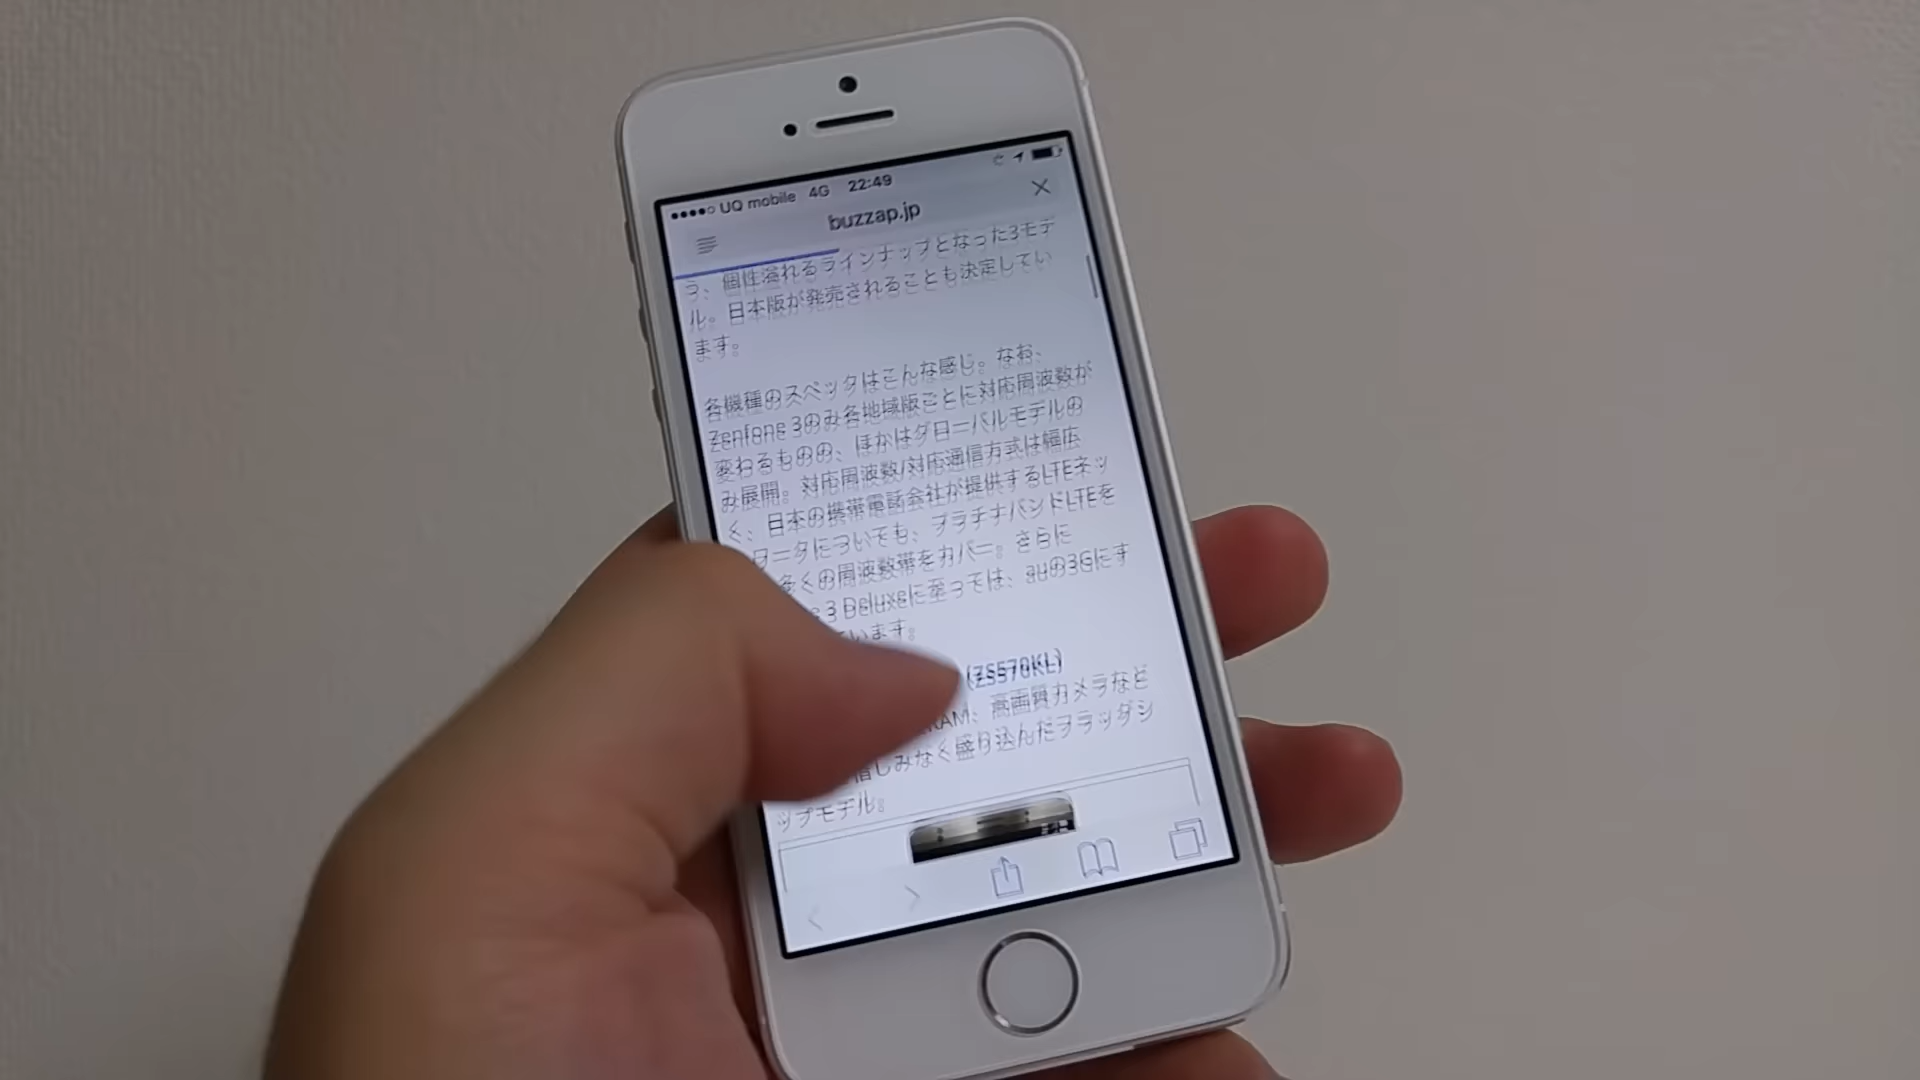 UQ mobile 4G 22:49
buzzap.jp
う、個性溢れるラインナップとなった3モデ
ル。日本版が発売されることも決定してい
ます。
各機種のスペックはこんな感じ。なお、
Zenfone 3のみ各地域版ごとに対応周波数が
変わるものの、ほかはグローバルモデルの
み展開。対応周波数/対応通信方式は幅広
く、日本の携帯電話会社が提供するLTEネッ
ワークについても、プラチナバンドLTEを
多くの周波数帯をカバー。さらに
e 3 Deluxeに至っては、auの3Gにす
います。
(ZS570KL)
RAM、高画質カメラなど
惜しみなく盛り込んだフラッグシ
ップモデル。